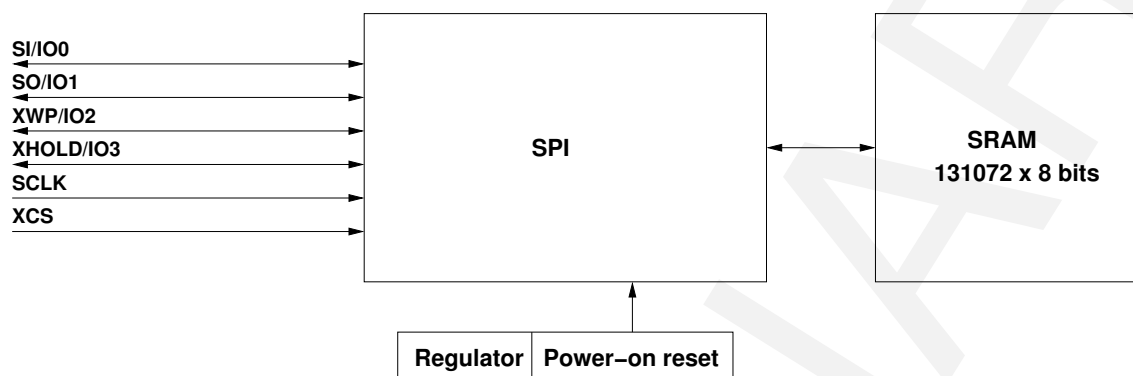 SI/IO0
SO/IO1
XWP/IO2
XHOLD/IO3
SCLK
XCS
SPI
SRAM
131072 x 8 bits
Regulator
Power−on reset